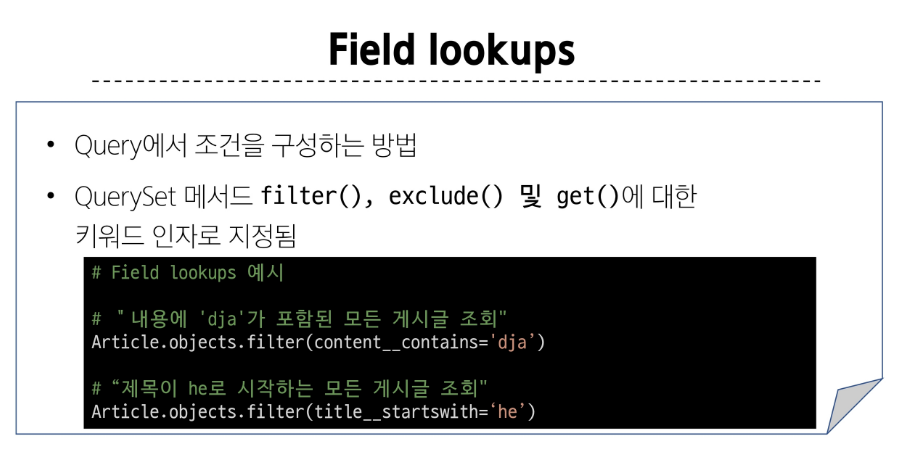 Field lookups
• Query에서 조건을 구성하는 방법
• QuerySet 메서드 filter(), exclude() 및 get()에 대한
키워드 인자로 지정됨
# Field lookups 예시
# "내용에 'dja'가 포함된 모든 게시글 조회"
Article.objects.filter(content__contains='dja’)
# “제목이 he로 시작하는 모든 게시글 조회"
Article.objects.filter(title__startswith=‘he’)